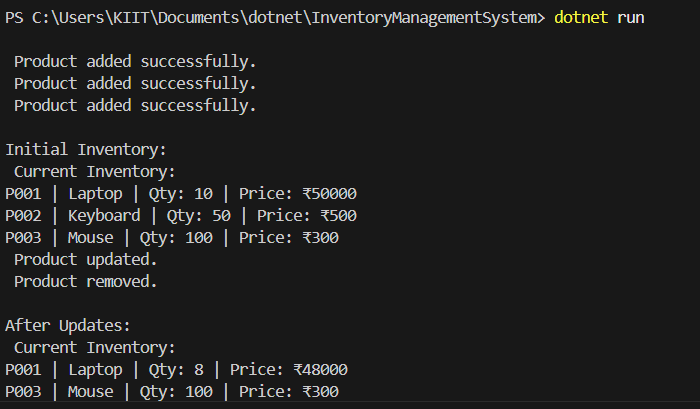 PS C:\Users\KIIT\Documents\dotnet\InventoryManagementSystem> dotnet run
Product added successfully.
Product added successfully.
Product added successfully.
Initial Inventory:
Current Inventory:
P001 | Laptop | Qty: 10 | Price: ₹50000
P002 | Keyboard | Qty: 50 | Price: ₹500
P003 | Mouse | Qty: 100 | Price: ₹300
Product updated.
Product removed.
After Updates:
Current Inventory:
P001 | Laptop | Qty: 8 | Price: ₹48000
P003 | Mouse | Qty: 100 | Price: ₹300